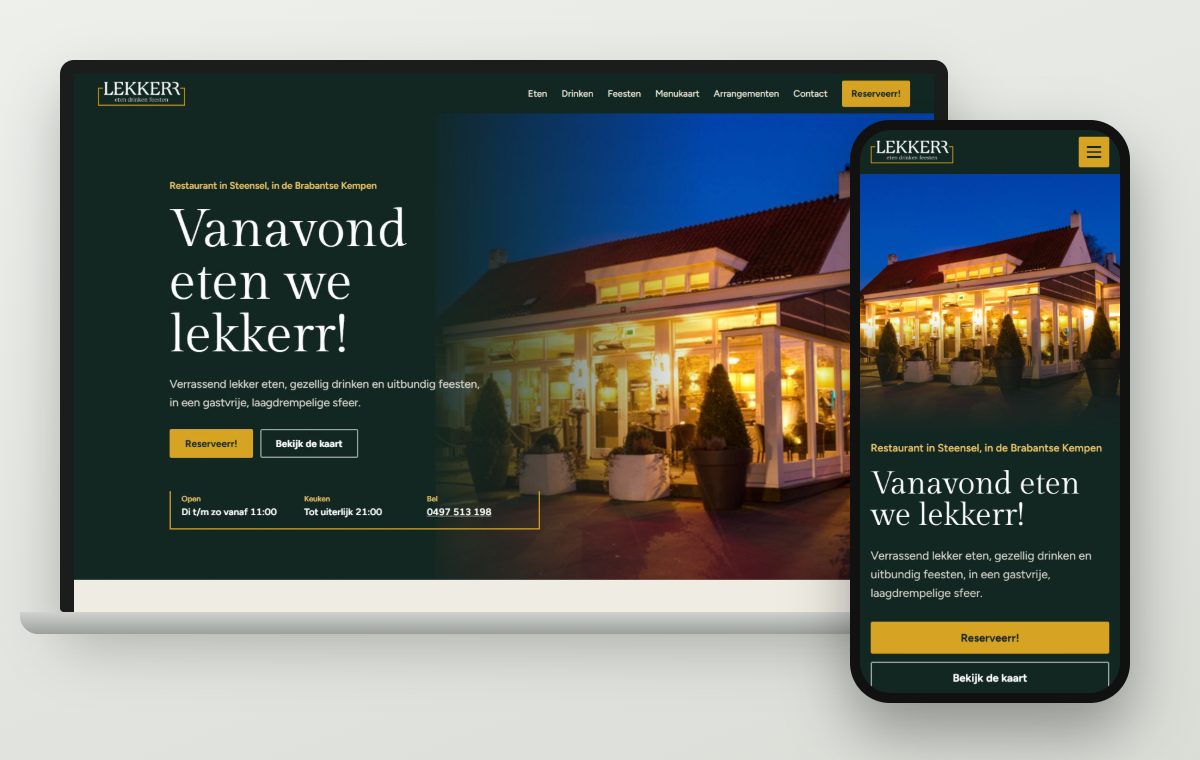 LEKKERR
eten drinken feesten
Eten Drinken Feesten Menukaart Arrangementen Contact Reserveerr!
Restaurant in Steensel, in de Brabantse Kempen
Vanavond
eten we
lekkerr!
Verrassend lekker eten, gezellig drinken en uitbundig feesten,
in een gastvrije, laagdrempelige sfeer.
Reserveerr! Bekijk de kaart
Open Keuken Bel
Di t/m zo vanaf 11:00 Tot uiterlijk 21:00 0497 513 198
LEKKERR
eten drinken feesten
Restaurant in Steensel, in de Brabantse Kempen
Vanavond eten
we lekkerr!
Verrassend lekker eten, gezellig drinken en
uitbundig feesten, in een gastvrije,
laagdrempelige sfeer.
Reserveerr!
Bekijk de kaart